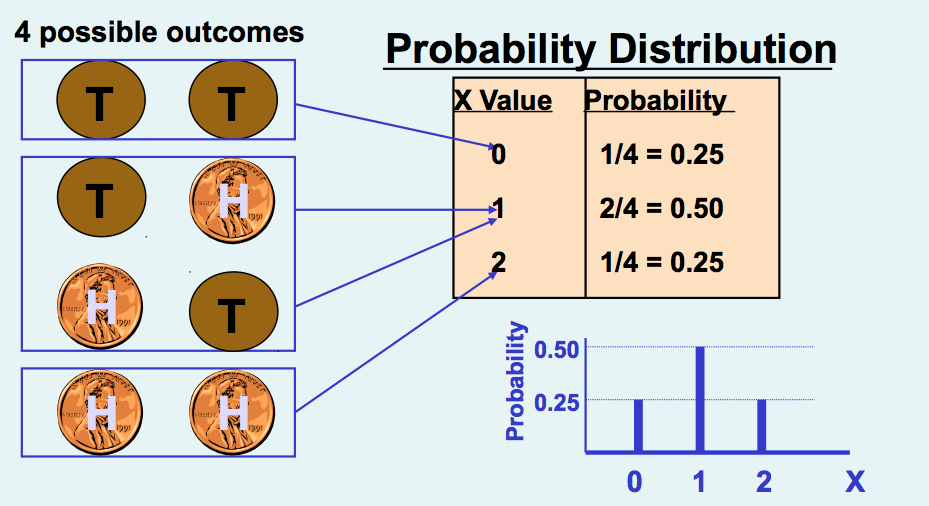 4 possible outcomes
Probability Distribution
T T
T H
H T
H H
X Value Probability
0 1/4 = 0.25
1 2/4 = 0.50
2 1/4 = 0.25
Probability
0.50
0.25
0 1 2 X